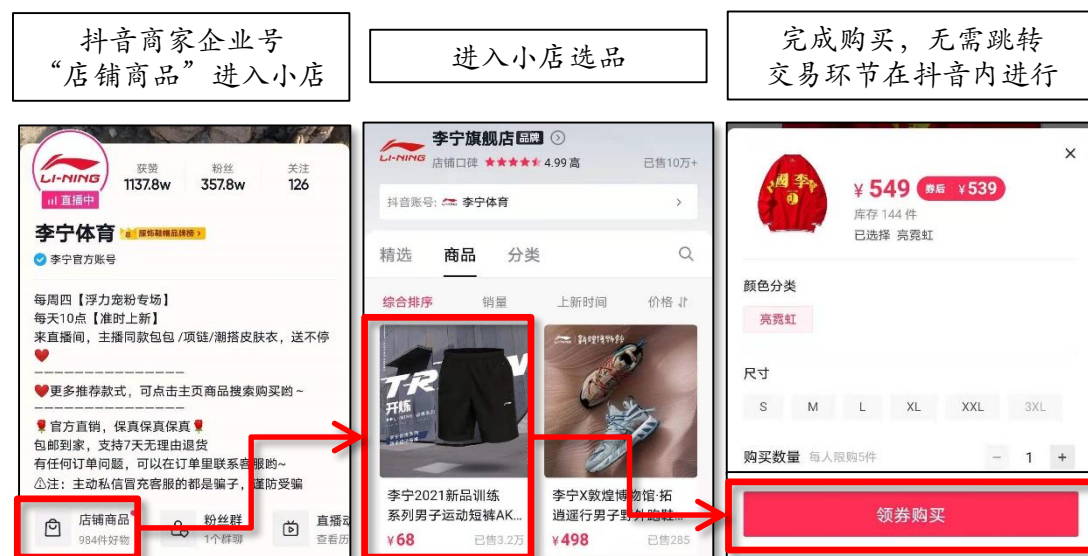 抖音商家企业号
“店铺商品”进入小店
进入小店选品
完成购买，无需跳转
交易环节在抖音内进行
LI-NING
直播中
获赞 粉丝 关注
1137.8w 357.8w 126
李宁体育 服饰鞋帽品牌榜
李宁官方账号
每周四【浮力宠粉专场】
每天10点【准时上新】
来直播间，主播同款包包/项链/潮搭皮肤衣，送不停
❤️
----------------
❤️更多推荐款式，可点击主页商品搜索购买哟～
----------------
🌹官方直销，保真保真保真🌹
包邮到家，支持7天无理由退货
有任何订单问题，可以在订单里联系客服哟~
⚠注：主动私信冒充客服的都是骗子，谨防受骗
店铺商品 粉丝群 直播动
984件好物 1个群聊 查看历
LI-NING
李宁旗舰店 品牌
店铺口碑 ★★★★★ 4.99 高 已售10万+
抖音账号: 李宁体育
精选 商品 分类
综合排序 销量 上新时间 价格
TR
开练
李宁2021新品训练
系列男子运动短裤AK...
¥68 已售3.2万
李宁X敦煌博物馆·拓
逍遥行男子野外跑鞋...
¥498 已售285
國 李
¥ 549 券后 ¥539
库存 144 件
已选择 亮霓虹
颜色分类
亮霓虹
尺寸
S M L XL XXL 3XL
购买数量 每人限购5件 − 1 +
领券购买